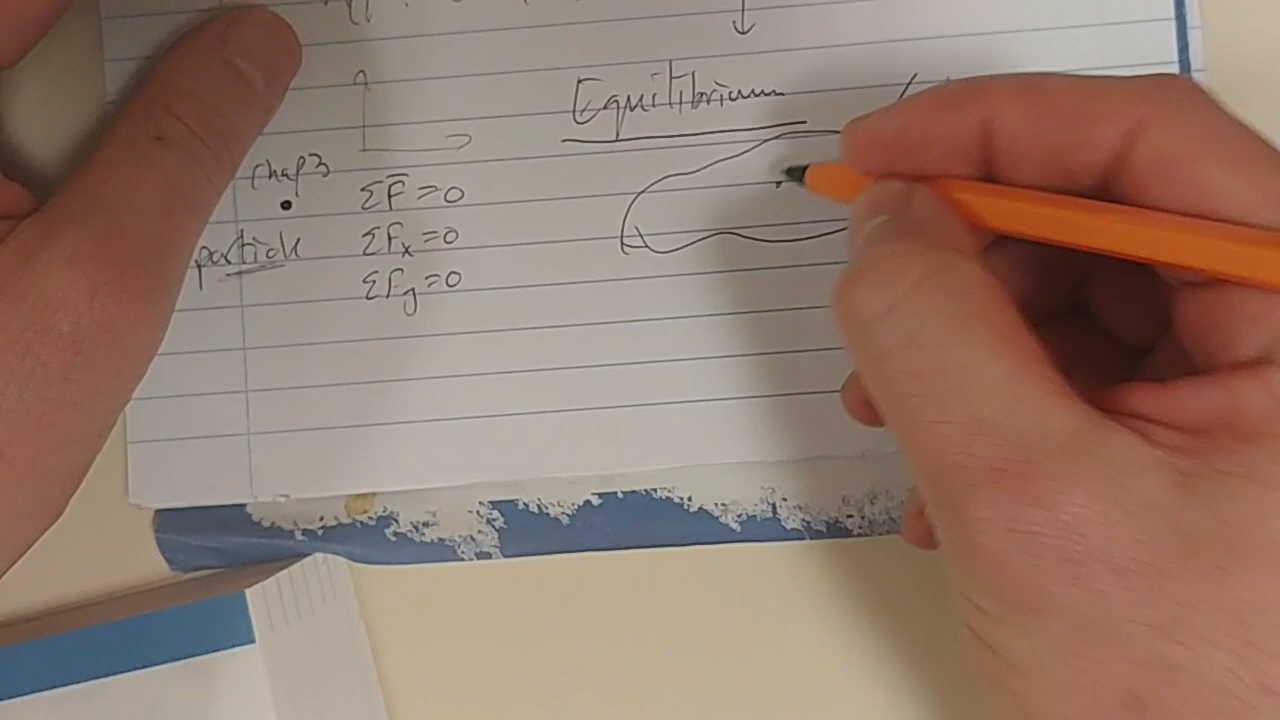 Equilibrium
chap3
ΣF̅=0
particle
ΣFx=0
ΣFy=0